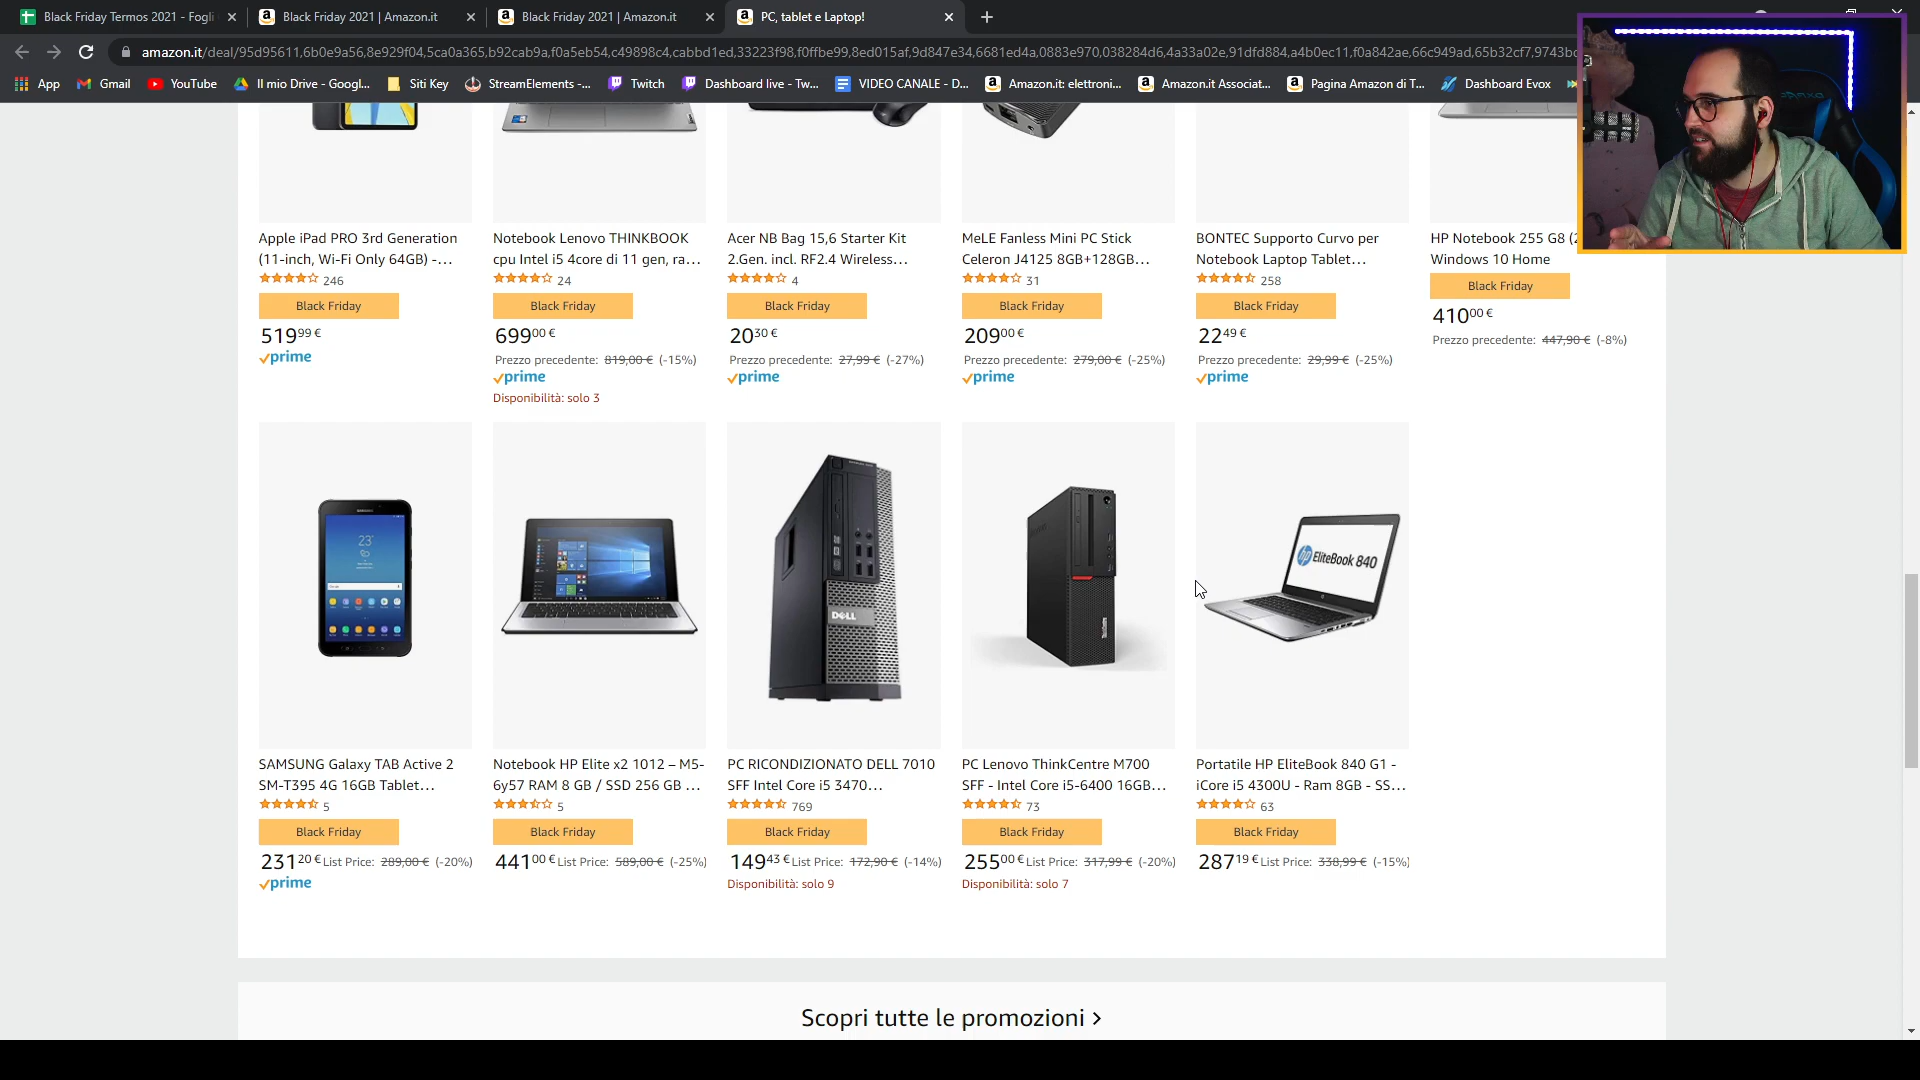 Black Friday Termos 2021 - Fogli
Black Friday 2021 | Amazon.it
Black Friday 2021 | Amazon.it
PC, tablet e Laptop!
amazon.it/deal/95d95611,6b0e9a56,8e929f04,5ca0a365,b92cab9a,f0a5eb54,c49898c4,cabbd1ed,33223f98,f0ffbe99,8ed015af,9d847e34,6681ed4a,0883e970,038284d6,4a33a02e,91dfd884,a4b0ec11,f0a842ae,66c949ad,65b32cf7,9743b
App
Gmail
YouTube
Il mio Drive - Googl...
Siti Key
StreamElements -...
Twitch
Dashboard live - Tw...
VIDEO CANALE - D...
Amazon.it: elettroni...
Amazon.it Associat...
Pagina Amazon di T...
Dashboard Evox
Apple iPad PRO 3rd Generation
(11-inch, Wi-Fi Only 64GB) -...
246
Black Friday
519,99 €
prime
Notebook Lenovo THINKBOOK
cpu Intel i5 4core di 11 gen, ra...
24
Black Friday
699,00 €
Prezzo precedente: 819,00 € (-15%)
prime
Disponibilità: solo 3
Acer NB Bag 15,6 Starter Kit
2.Gen. incl. RF2.4 Wireless...
4
Black Friday
20,30 €
Prezzo precedente: 27,99 € (-27%)
prime
MeLE Fanless Mini PC Stick
Celeron J4125 8GB+128GB...
31
Black Friday
209,00 €
Prezzo precedente: 279,00 € (-25%)
prime
BONTEC Supporto Curvo per
Notebook Laptop Tablet...
258
Black Friday
22,49 €
Prezzo precedente: 29,99 € (-25%)
prime
HP Notebook 255 G8 (2
Windows 10 Home
Black Friday
410,00 €
Prezzo precedente: 447,90 € (-8%)
DELL
hp EliteBook 840
SAMSUNG Galaxy TAB Active 2
SM-T395 4G 16GB Tablet...
5
Black Friday
231,20 € List Price: 289,00 € (-20%)
prime
Notebook HP Elite x2 1012 – M5-
6y57 RAM 8 GB / SSD 256 GB ...
5
Black Friday
441,00 € List Price: 589,00 € (-25%)
PC RICONDIZIONATO DELL 7010
SFF Intel Core i5 3470...
769
Black Friday
149,43 € List Price: 172,90 € (-14%)
Disponibilità: solo 9
PC Lenovo ThinkCentre M700
SFF - Intel Core i5-6400 16GB...
73
Black Friday
255,00 € List Price: 317,99 € (-20%)
Disponibilità: solo 7
Portatile HP EliteBook 840 G1 -
iCore i5 4300U - Ram 8GB - SS...
63
Black Friday
287,19 € List Price: 338,99 € (-15%)
Scopri tutte le promozioni